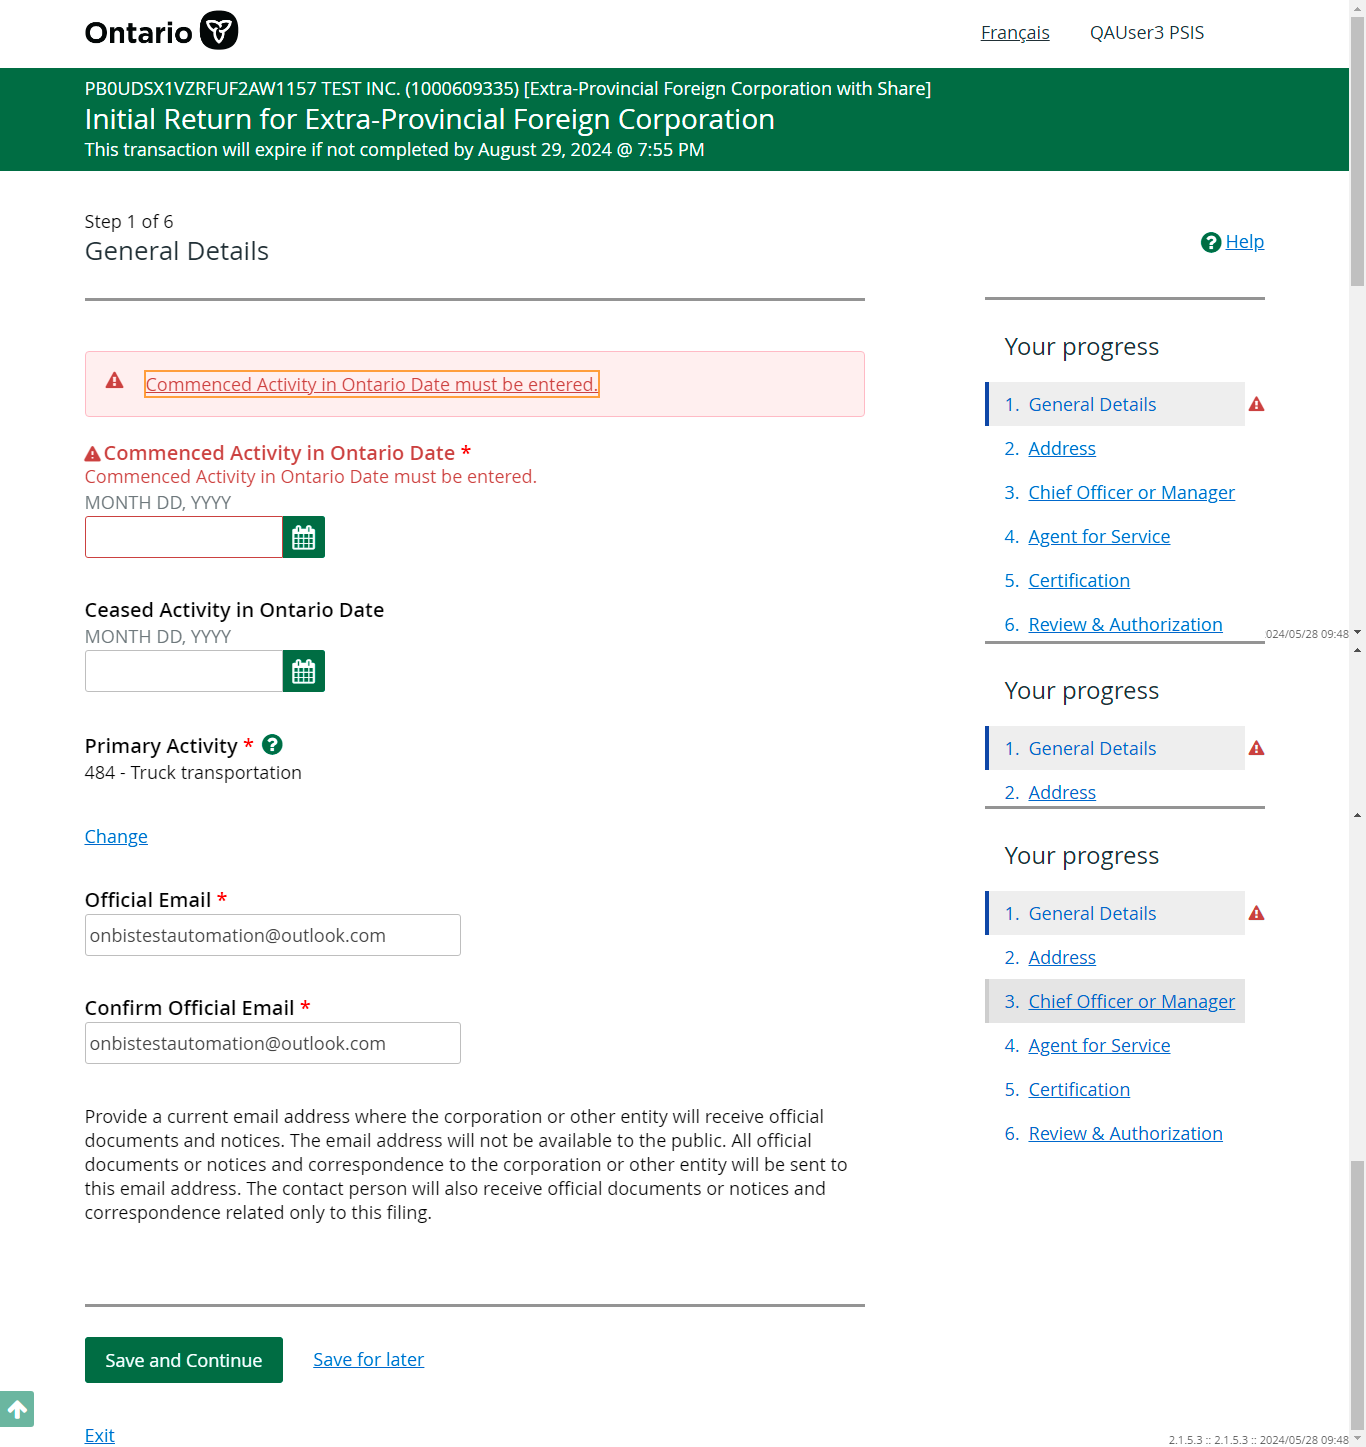 Ontario
Français
QAUser3 PSIS
PB0UDSX1VZRFUF2AW1157 TEST INC. (1000609335) [Extra-Provincial Foreign Corporation with Share]
Initial Return for Extra-Provincial Foreign Corporation
This transaction will expire if not completed by August 29, 2024 @ 7:55 PM
Step 1 of 6
General Details
Help
Commenced Activity in Ontario Date must be entered.
Commenced Activity in Ontario Date *
Commenced Activity in Ontario Date must be entered.
MONTH DD, YYYY
Ceased Activity in Ontario Date
MONTH DD, YYYY
Primary Activity *
484 - Truck transportation
Change
Official Email *
onbistestautomation@outlook.com
Confirm Official Email *
onbistestautomation@outlook.com
Provide a current email address where the corporation or other entity will receive official
documents and notices. The email address will not be available to the public. All official
documents or notices and correspondence to the corporation or other entity will be sent to
this email address. The contact person will also receive official documents or notices and
correspondence related only to this filing.
Save and Continue
Save for later
Exit
Your progress
1. General Details
2. Address
3. Chief Officer or Manager
4. Agent for Service
5. Certification
6. Review & Authorization
024/05/28 09:48
Your progress
1. General Details
2. Address
Your progress
1. General Details
2. Address
3. Chief Officer or Manager
4. Agent for Service
5. Certification
6. Review & Authorization
2.1.5.3 :: 2.1.5.3 :: 2024/05/28 09:48